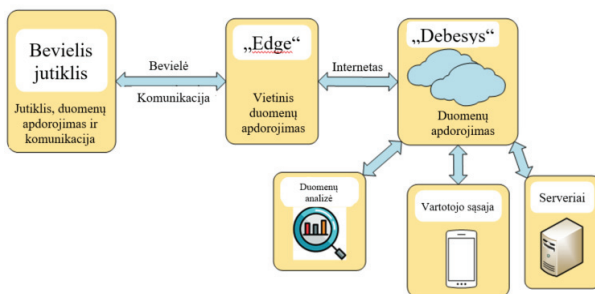 Bevielis
jutiklis
Jutiklis, duomenų
apdorojimas ir
komunikacija
Bevielė
Komunikacija
„Edge“
Vietinis
duomenų
apdorojimas
Internetas
„Debesys“
Duomenų
apdorojimas
Duomenų
analizė
Vartotojo sąsaja
Serveriai